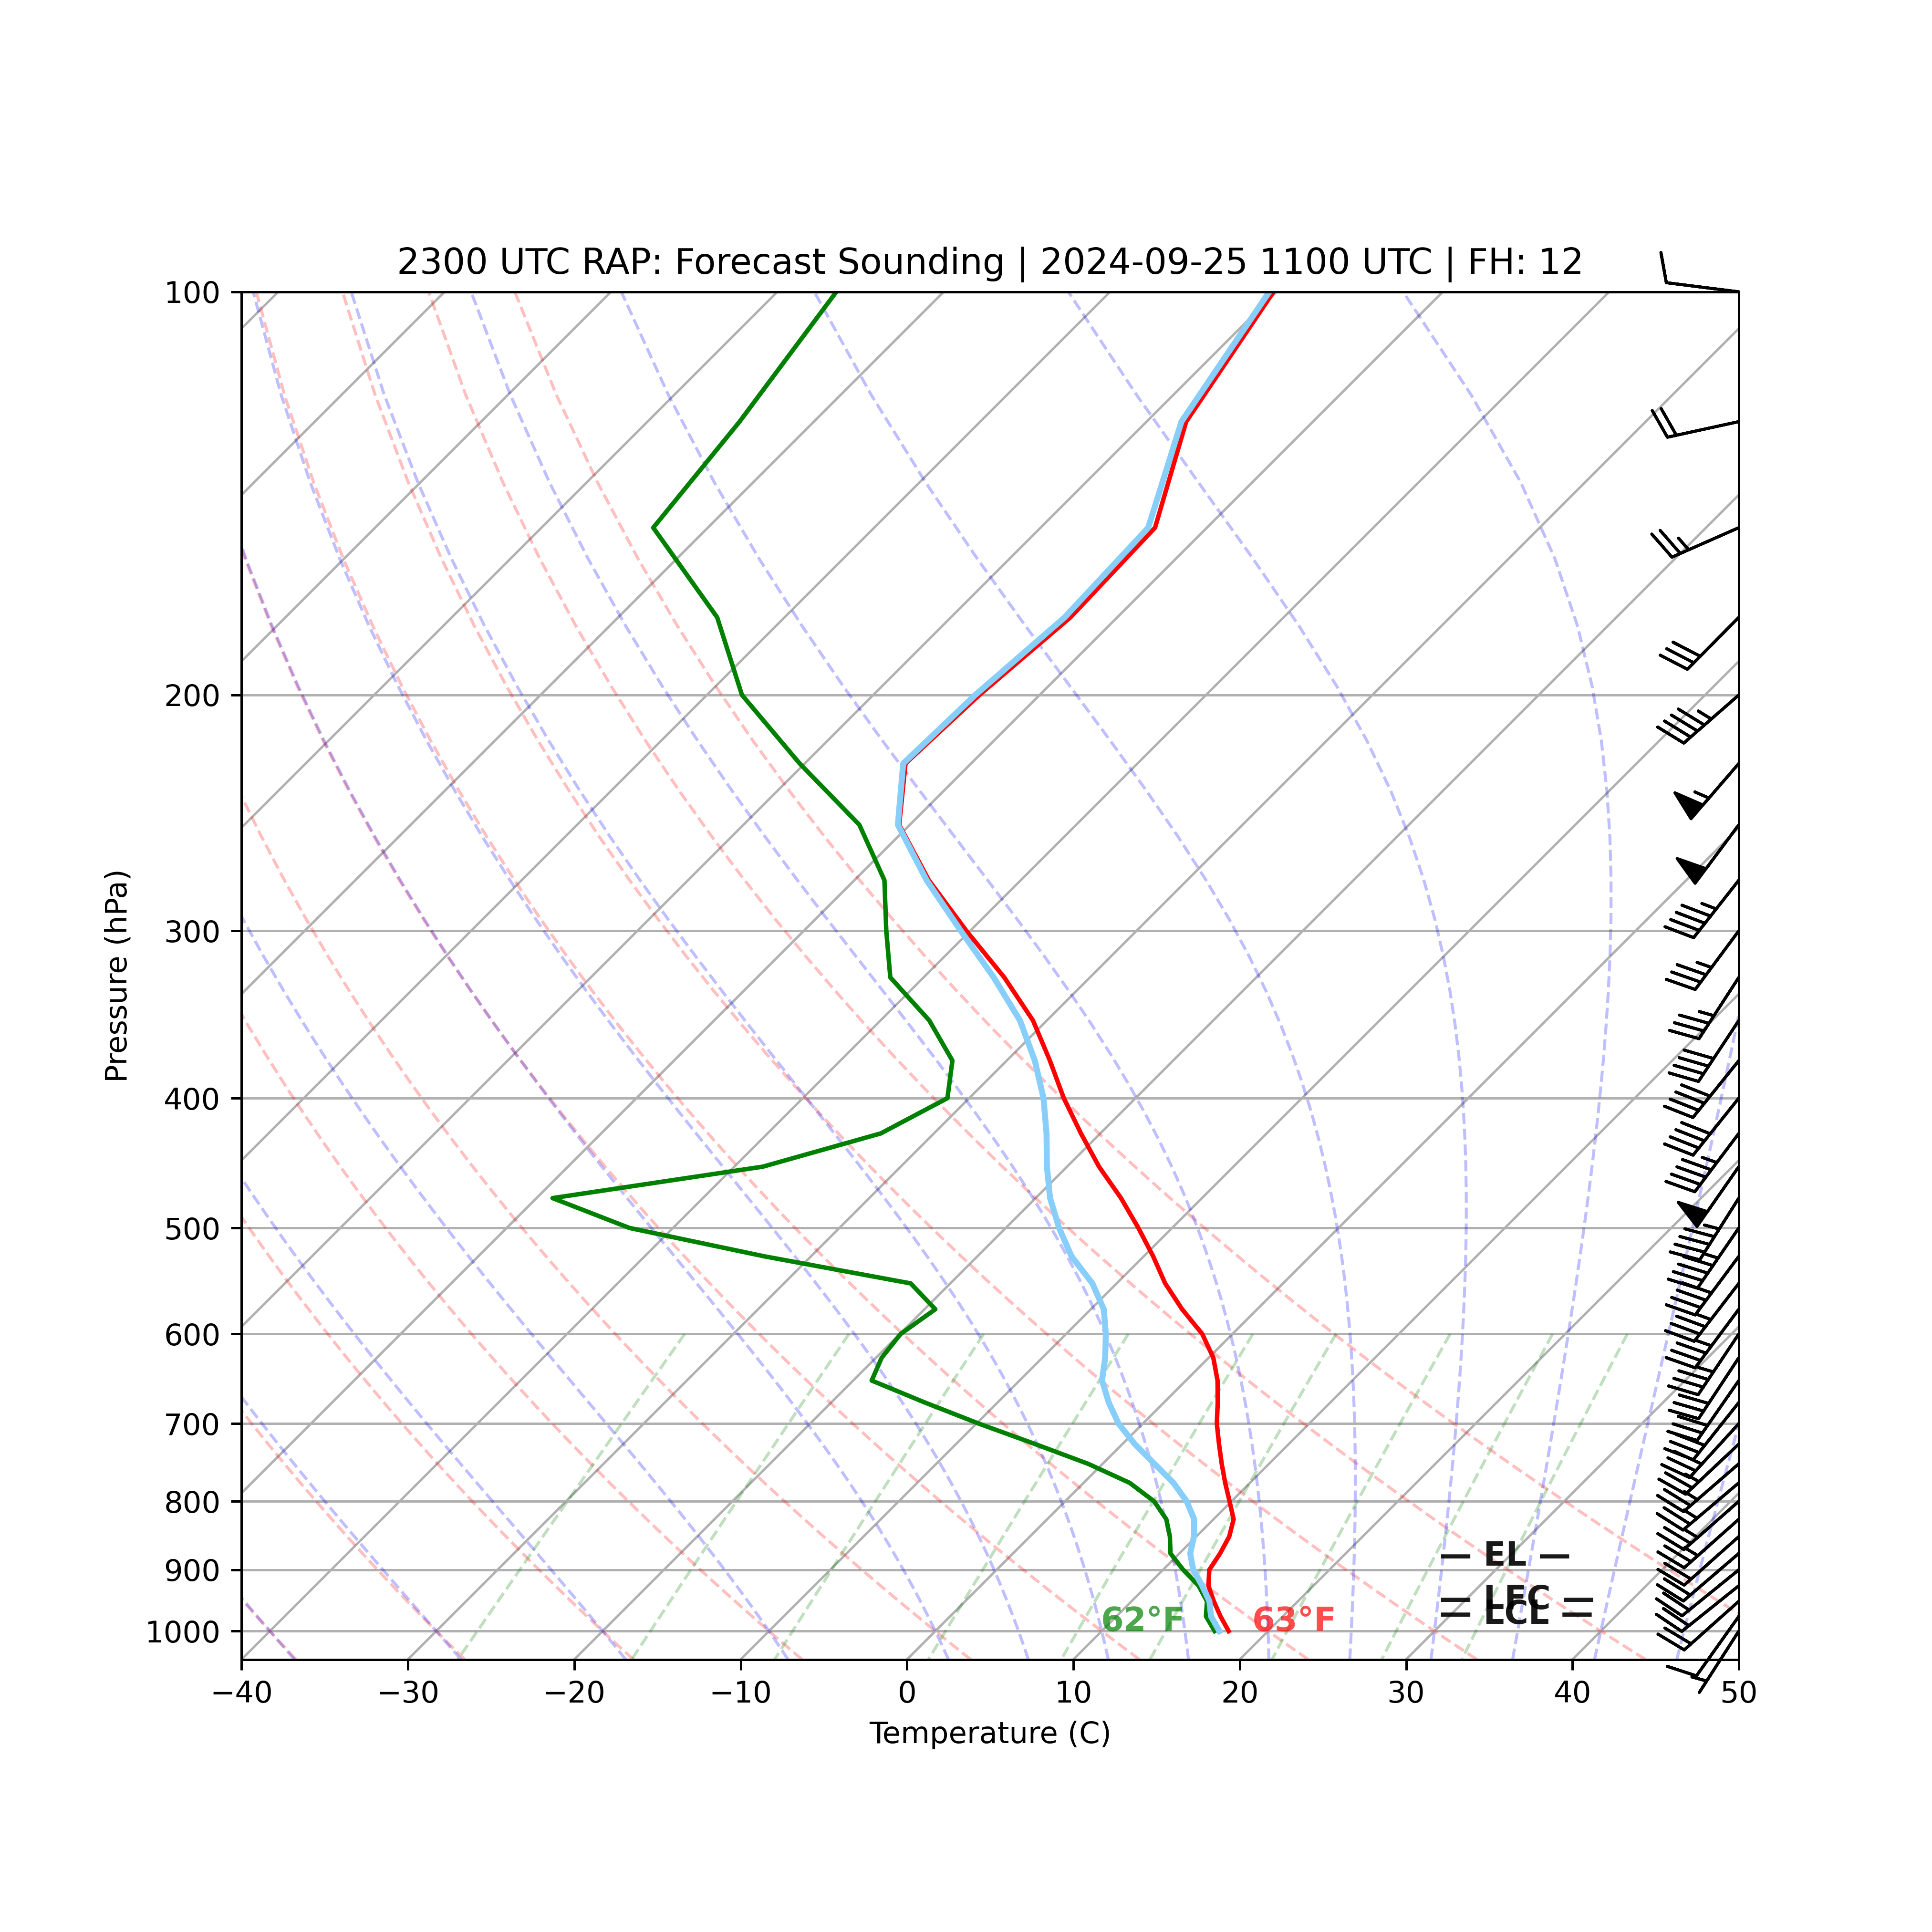 2300 UTC RAP: Forecast Sounding | 2024-09-25 1100 UTC | FH: 12
100
200
300
400
500
600
700
800
900
1000
Pressure (hPa)
— EL —
— LFC —
— LCL —
62°F
63°F
−40
−30
−20
−10
0
10
20
30
40
50
Temperature (C)